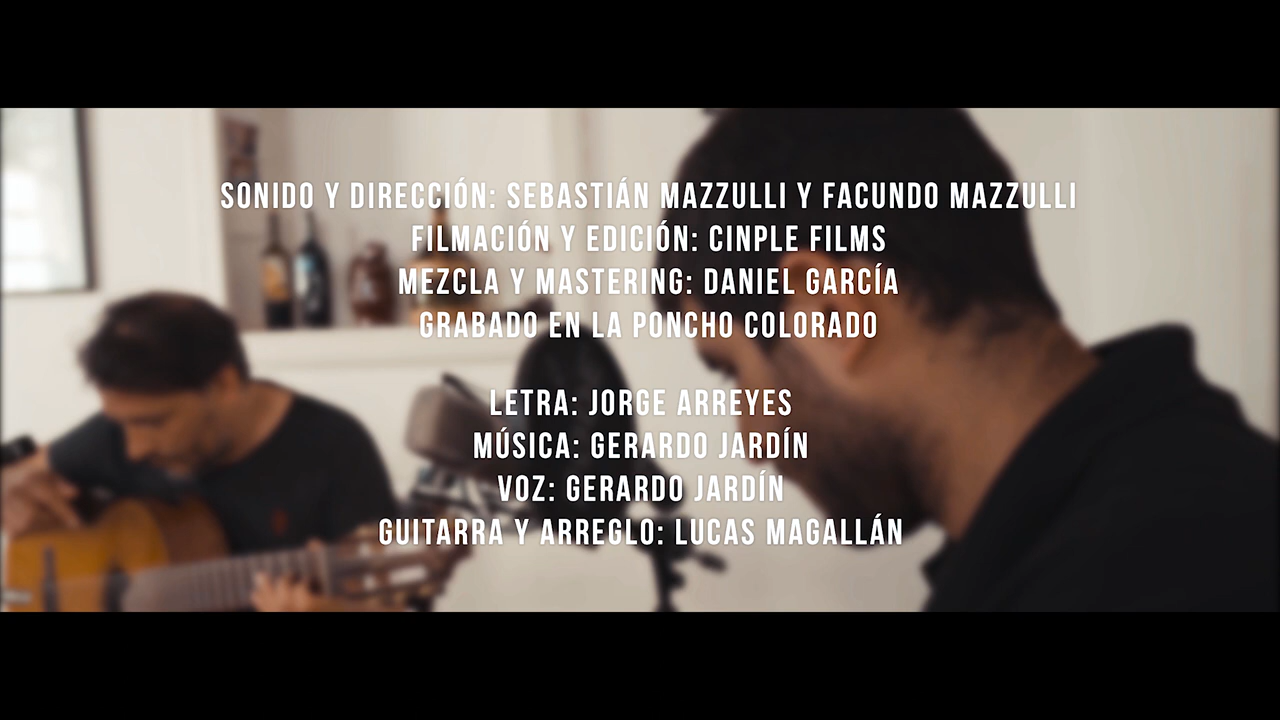 SONIDO Y DIRECCIÓN: SEBASTIÁN MAZZULLI Y FACUNDO MAZZULLI
FILMACIÓN Y EDICIÓN: CINPLE FILMS
MEZCLA Y MASTERING: DANIEL GARCÍA
GRABADO EN LA PONCHO COLORADO
LETRA: JORGE ARREYES
MÚSICA: GERARDO JARDÍN
VOZ: GERARDO JARDÍN
GUITARRA Y ARREGLO: LUCAS MAGALLÁN